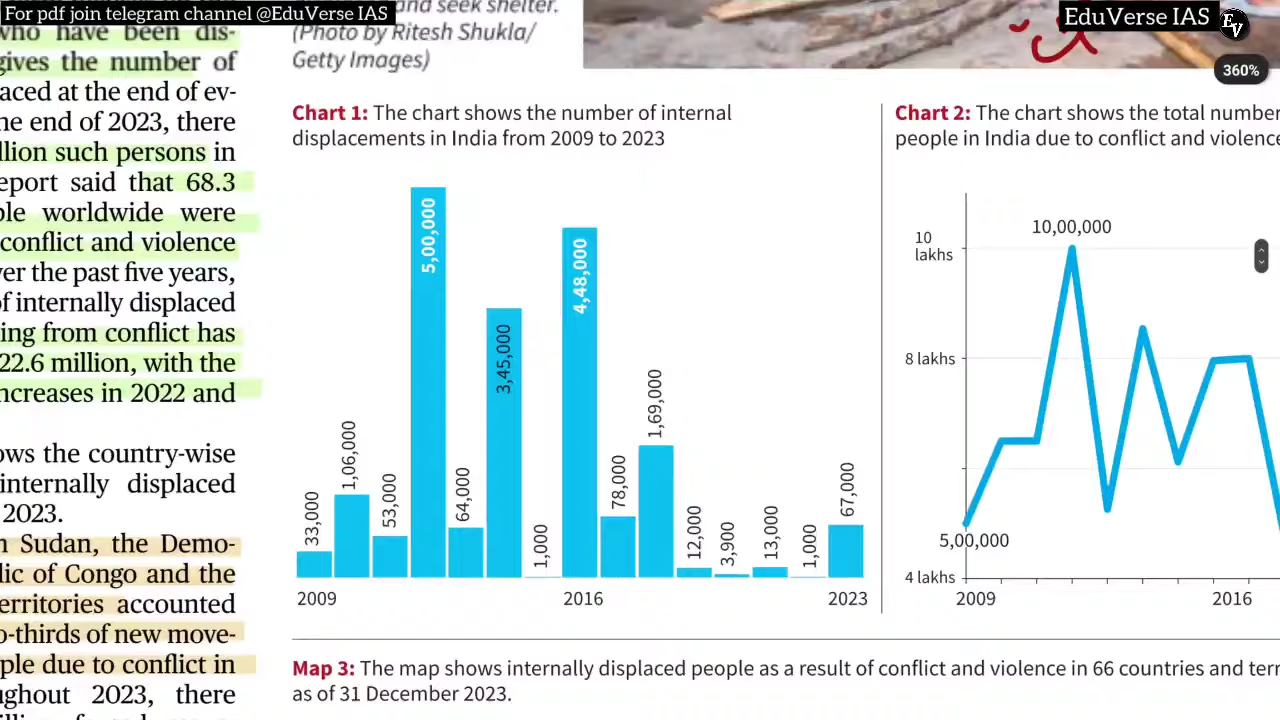 For pdf join telegram channel @EduVerse IAS
EduVerse IAS
EV
360%
who have been dis-
gives the number of
aced at the end of ev-
ne end of 2023, there
llion such persons in
eport said that 68.3
ple worldwide were
conflict and violence
ver the past five years,
of internally displaced
ing from conflict has
22.6 million, with the
ncreases in 2022 and
ows the country-wise
internally displaced
2023.
n Sudan, the Demo-
lic of Congo and the
erritories accounted
o-thirds of new move-
ple due to conflict in
ughout 2023, there
and seek shelter.
(Photo by Ritesh Shukla/
Getty Images)
Chart 1: The chart shows the number of internal
displacements in India from 2009 to 2023
33,000
1,06,000
53,000
5,00,000
64,000
3,45,000
1,000
4,48,000
78,000
1,69,000
12,000
3,900
13,000
1,000
67,000
2009
2016
2023
Chart 2: The chart shows the total number
people in India due to conflict and violence
10
lakhs
10,00,000
8 lakhs
5,00,000
4 lakhs
2009
2016
Map 3: The map shows internally displaced people as a result of conflict and violence in 66 countries and terr
as of 31 December 2023.